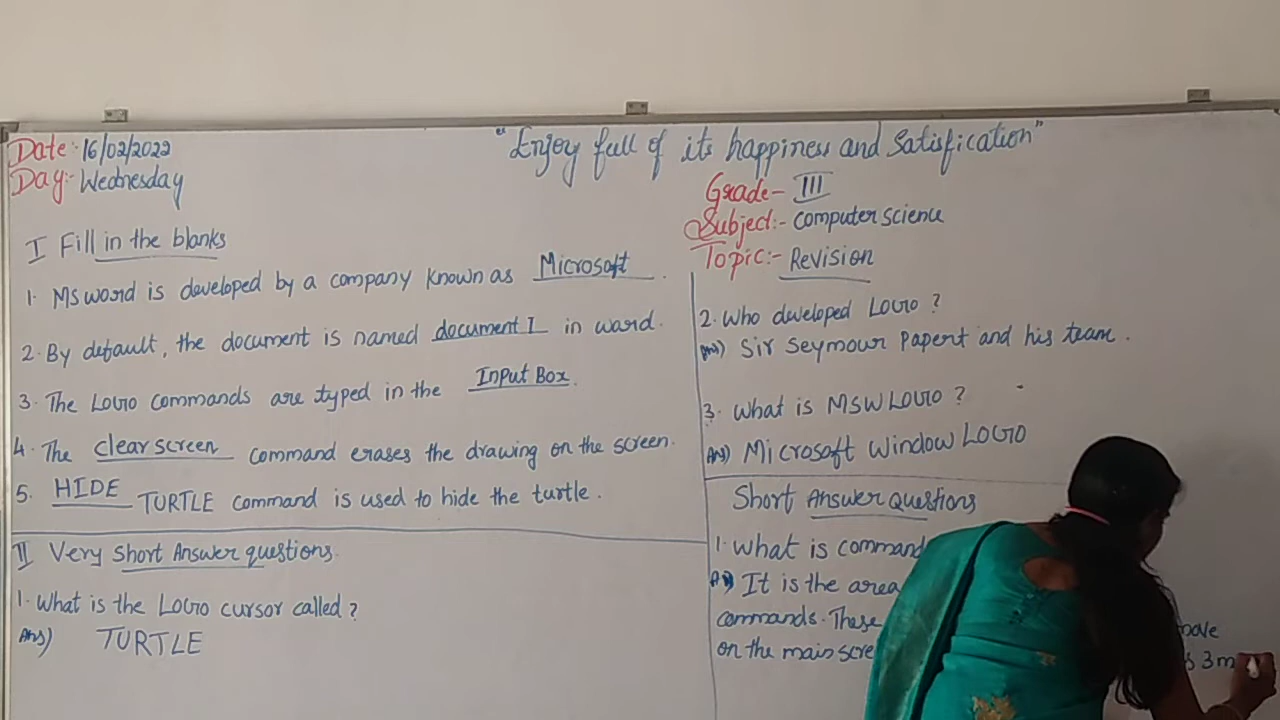 Date:- 16/02/2022
Day:- Wednesday
"Enjoy full of its happiness and Satisfication"
Grade- III
Subject:- Computer science
Topic:- Revision
I Fill in the blanks
1. MS word is developed by a company known as Microsoft.
2. By default, the document is named document 1 in word.
3. The LOGO commands are typed in the Input Box.
4. The clear screen command erases the drawing on the screen.
5. HIDE TURTLE command is used to hide the turtle.
II Very Short Answer questions.
1. What is the LOGO cursor called?
Ans) TURTLE
2. Who developed LOGO?
Ans) Sir Seymour Papert and his team.
3. What is MSWLOGO?
Ans) Microsoft Window LOGO
Short Answer questions
1. What is command
Ans) It is the area
commands. These move
on the main scre 3m